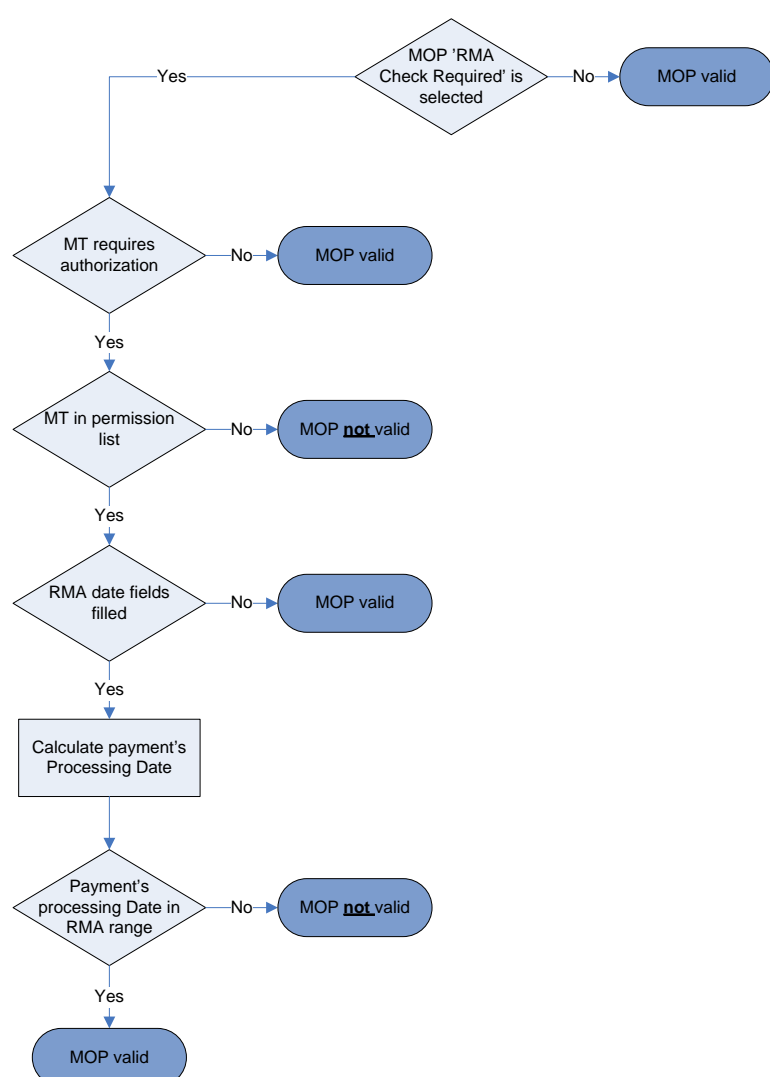 MOP 'RMA
Check Required' is
selected
Yes
No
MOP valid
MT requires
authorization
No
MOP valid
Yes
MT in permission
list
No
MOP not valid
Yes
RMA date fields
filled
No
MOP valid
Yes
Calculate payment's
Processing Date
Payment's
processing Date in
RMA range
No
MOP not valid
Yes
MOP valid